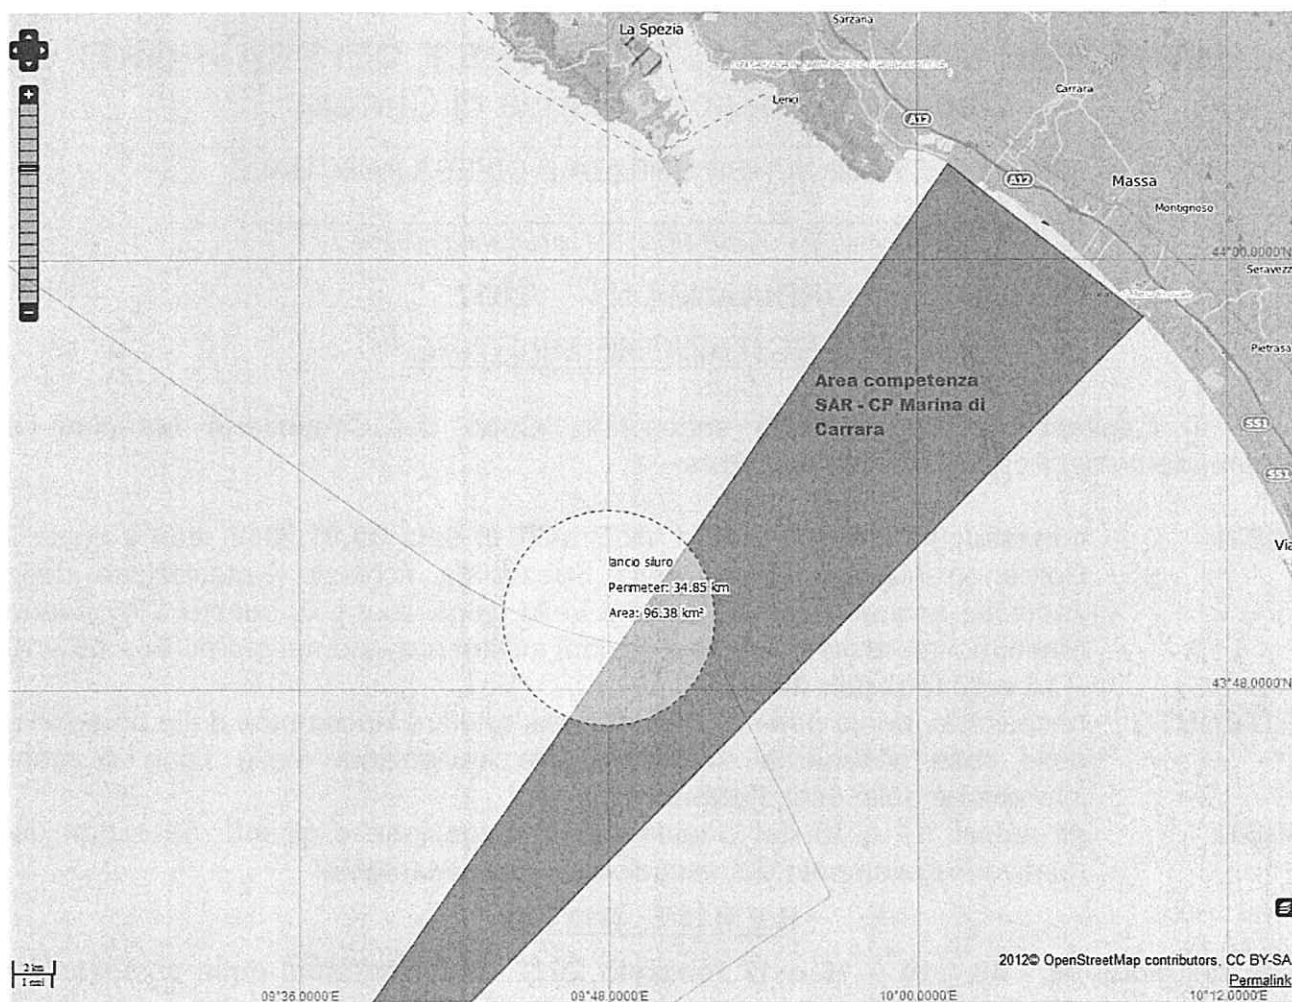 Sarzana
La Spezia
Lerici
Carrara
A12
A12
Massa
Montignoso
44°00.0000'N
Seravezz
Pietrasa
Area competenza
SAR - CP Marina di
Carrara
SS1
SS1
Via
lancio siluro
Perimeter: 34.85 km
Area: 96.38 km²
43°48.0000'N
2 km
1 nmi
2012© OpenStreetMap contributors, CC BY-SA
Permalink
09°36.0000'E
09°48.0000'E
10°00.0000'E
10°12.0000'E